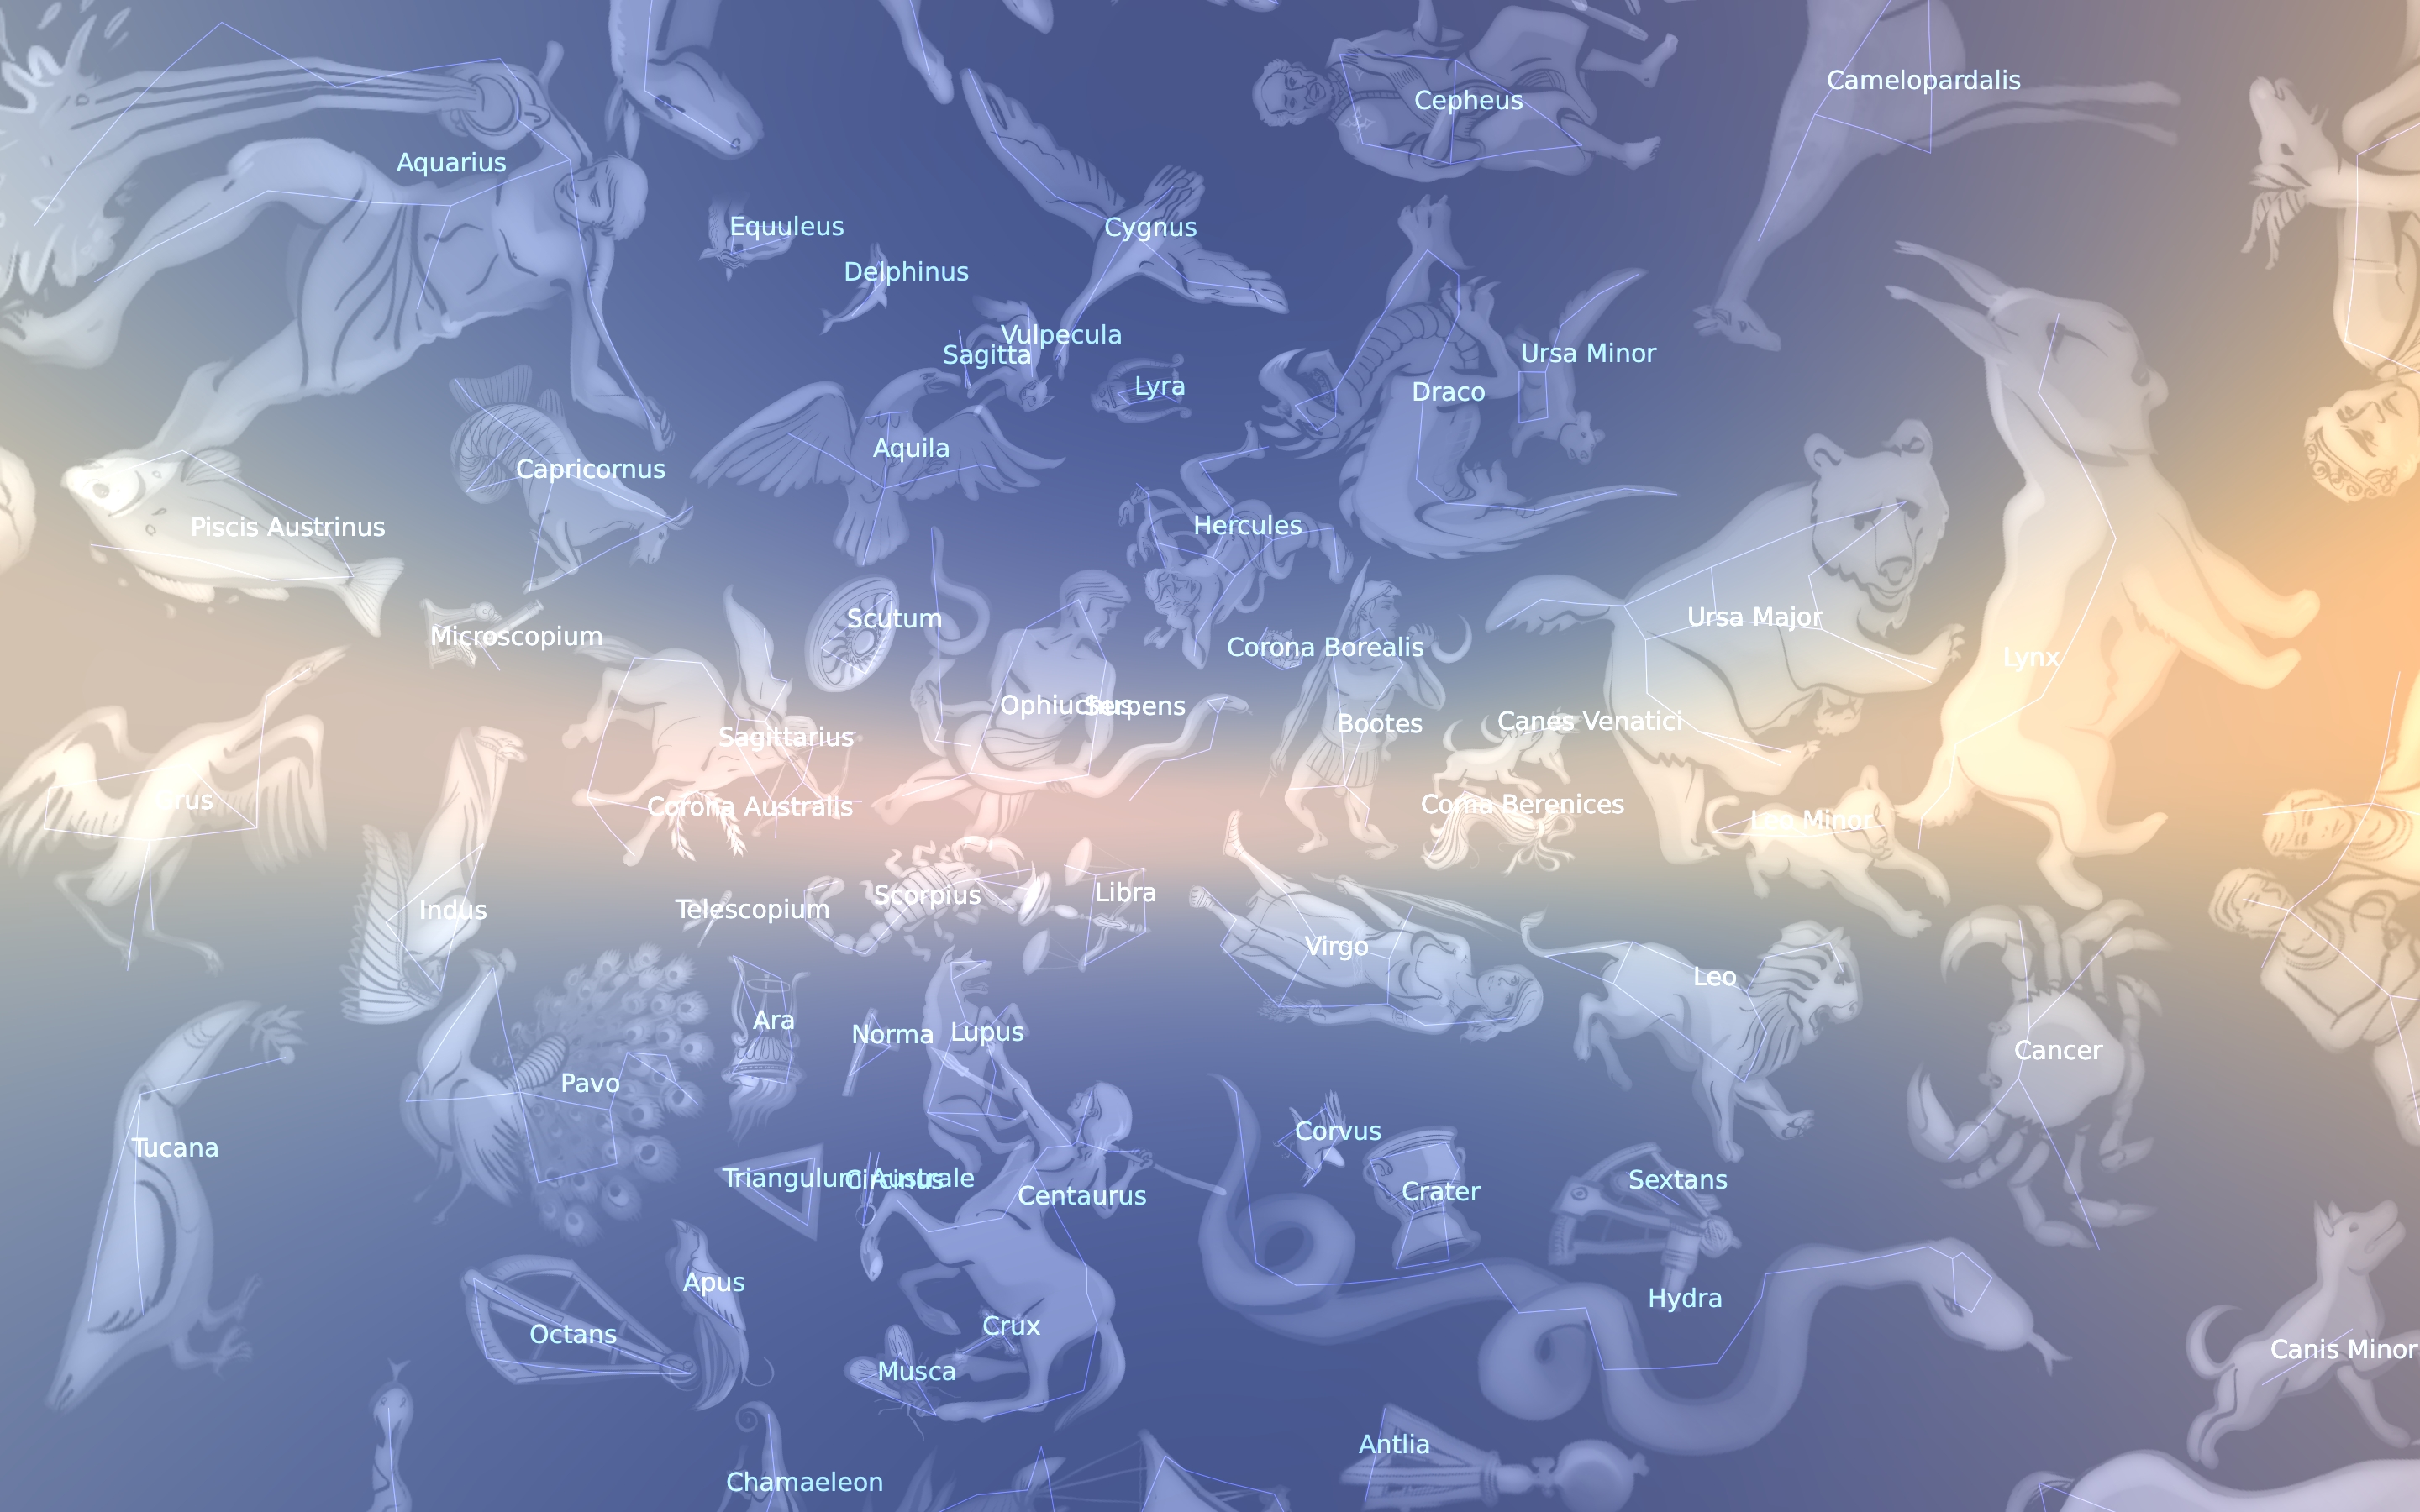 Camelopardalis
Cepheus
Aquarius
Equuleus
Cygnus
Delphinus
Vulpecula
Sagitta
Ursa Minor
Lyra
Draco
Aquila
Capricornus
Piscis Austrinus
Hercules
Scutum
Ursa Major
Microscopium
Corona Borealis
Lynx
Ophiuchus
Serpens
Canes Venatici
Bootes
Sagittarius
Grus
Coma Berenices
Corona Australis
Leo Minor
Libra
Scorpius
Telescopium
Indus
Virgo
Leo
Ara
Lupus
Norma
Cancer
Pavo
Corvus
Tucana
Triangulum Australe
Circinus
Sextans
Crater
Centaurus
Apus
Hydra
Crux
Octans
Canis Minor
Musca
Antlia
Chamaeleon